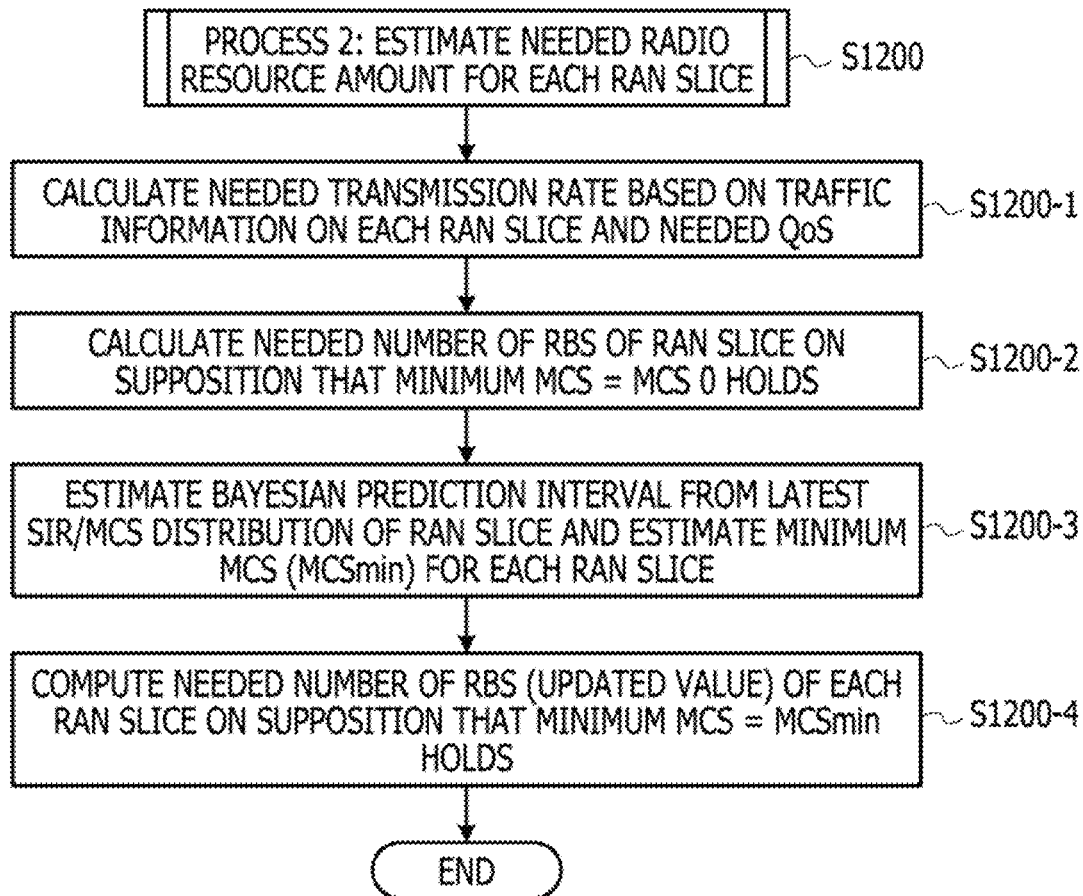 PROCESS 2: ESTIMATE NEEDED RADIO
RESOURCE AMOUNT FOR EACH RAN SLICE
S1200
CALCULATE NEEDED TRANSMISSION RATE BASED ON TRAFFIC
INFORMATION ON EACH RAN SLICE AND NEEDED QoS
S1200-1
CALCULATE NEEDED NUMBER OF RBS OF RAN SLICE ON
SUPPOSITION THAT MINIMUM MCS = MCS 0 HOLDS
S1200-2
ESTIMATE BAYESIAN PREDICTION INTERVAL FROM LATEST
SIR/MCS DISTRIBUTION OF RAN SLICE AND ESTIMATE MINIMUM
MCS (MCSmin) FOR EACH RAN SLICE
S1200-3
COMPUTE NEEDED NUMBER OF RBS (UPDATED VALUE) OF EACH
RAN SLICE ON SUPPOSITION THAT MINIMUM MCS = MCSmin
HOLDS
S1200-4
END